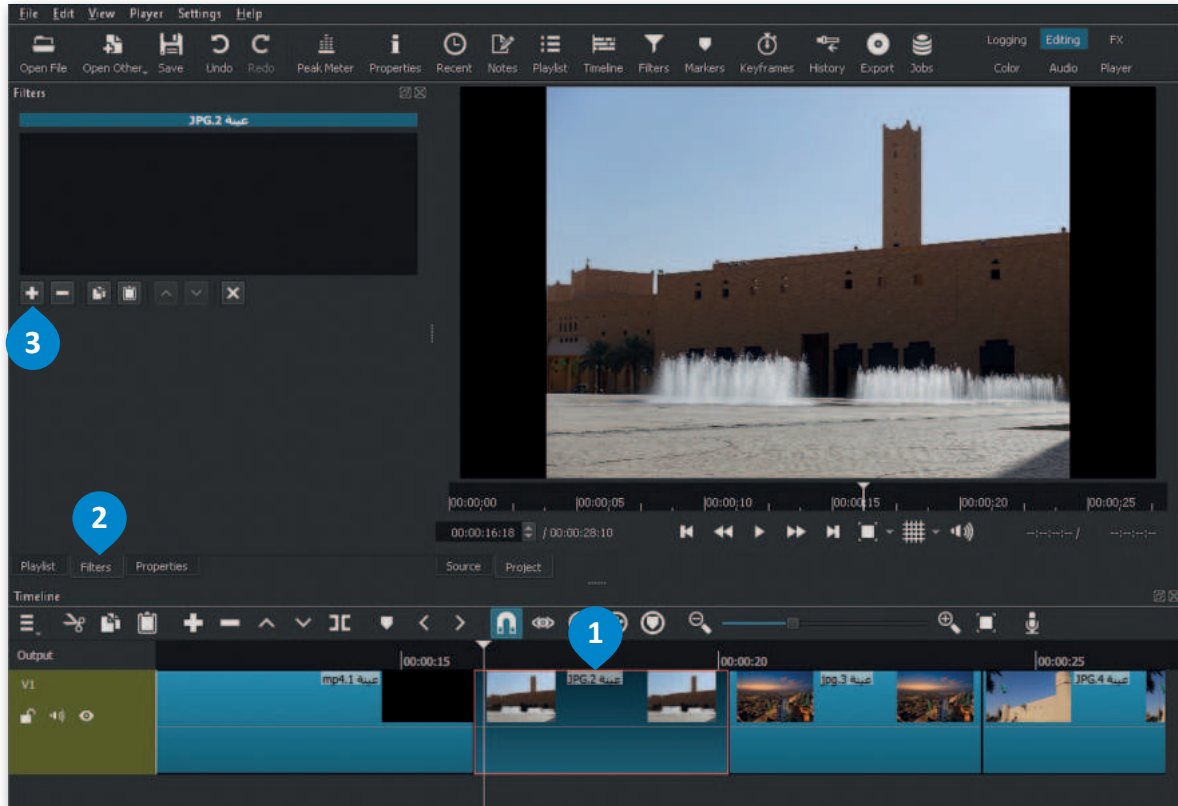 File Edit View Player Settings Help
Open File Open Other Save Undo Redo Peak Meter Properties Recent Notes Playlist Timeline Filters Markers Keyframes History Export Jobs
Logging Editing FX
Color Audio Player
Filters
عينة 2.JPG
3
|00:00:00 |00:00:05 |00:00:10 |00:00:15 |00:00:20 |00:00:25
00:00:16:18 / 00:00:28:10 --:--:--:-- / --:--:--:--
2
Playlist Filters Properties
Source Project
Timeline
1
Output |00:00:15 |00:00:20 |00:00:25
V1
عينة 1.mp4
عينة 2.JPG
عينة 3.jpg
عينة 4.JPG